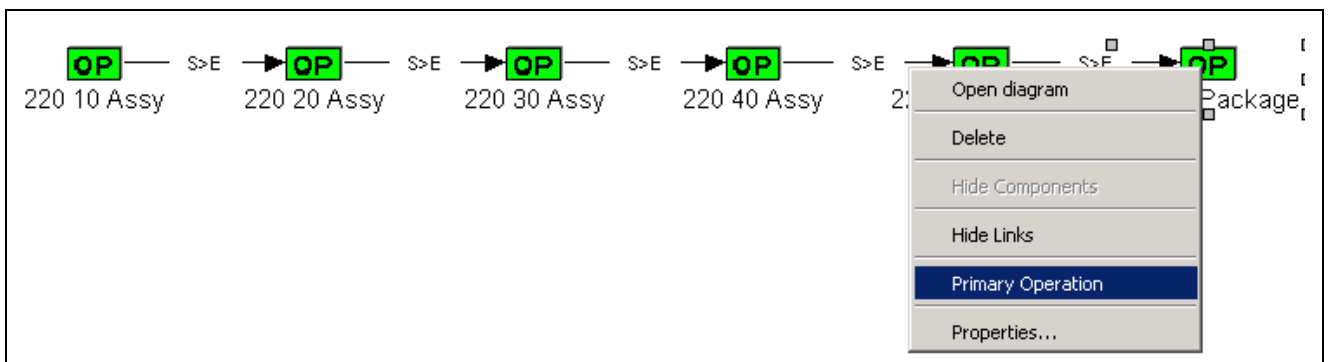 OP S>E OP S>E OP S>E OP S>E OP S>E OP
220 10 Assy 220 20 Assy 220 30 Assy 220 40 Assy Package
Open diagram
Delete
Hide Components
Hide Links
Primary Operation
Properties...